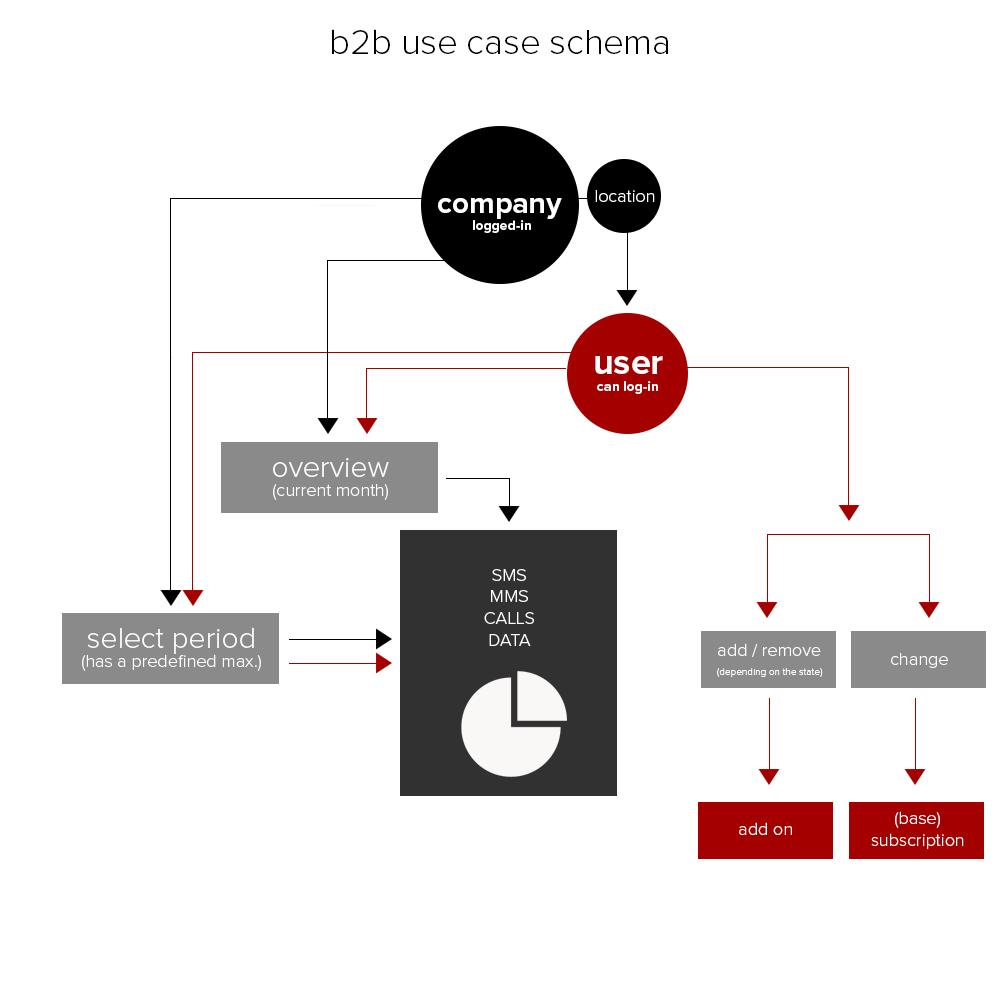 b2b use case schema
company
logged-in
location
user
can log-in
overview
(current month)
SMS
MMS
CALLS
DATA
select period
(has a predefined max.)
add / remove
(depending on the state)
change
add on
(base)
subscription